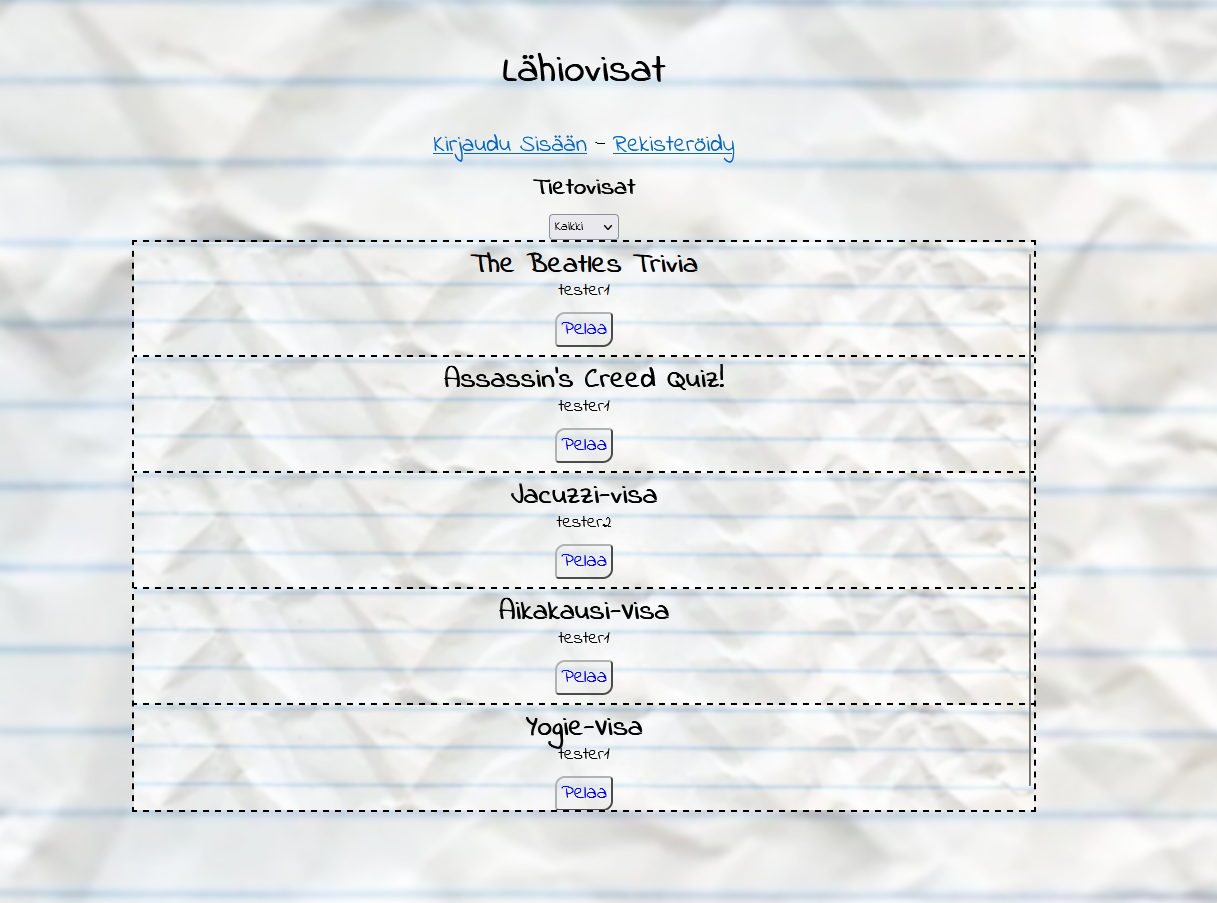 Lähiovisat
Kirjaudu Sisään - Rekisteröidy
Tietovisat
Kaikki
The Beatles Trivia
tester1
Pelaa
Assassin's Creed Quiz!
tester1
Pelaa
Jacuzzi-visa
tester2
Pelaa
Aikakausi-Visa
tester1
Pelaa
Yogie-Visa
tester1
Pelaa